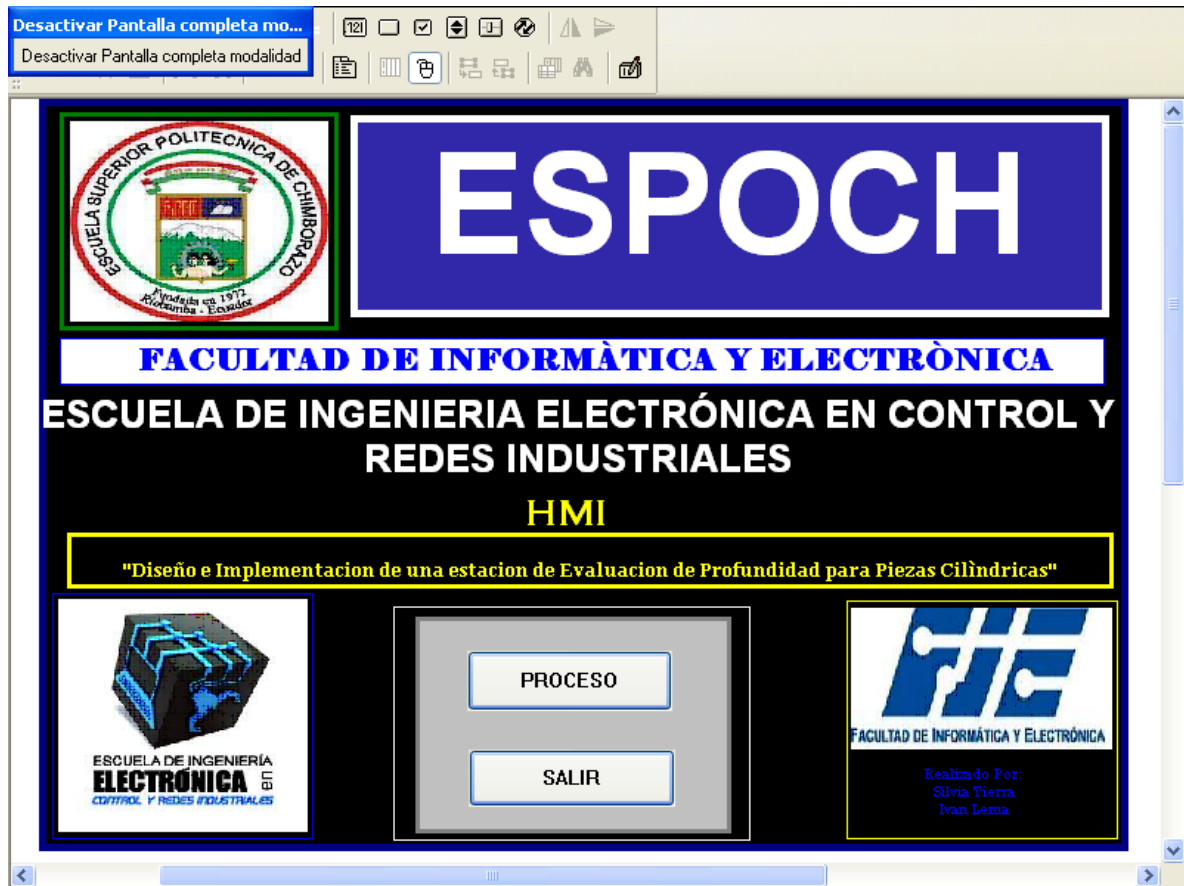 Desactivar Pantalla completa mo...
Desactivar Pantalla completa modalidad
ESCUELA SUPERIOR POLITECNICA DE CHIMBORAZO
Fundada en 1972
Riobamba - Ecuador
ESPOCH
FACULTAD DE INFORMÀTICA Y ELECTRÒNICA
ESCUELA DE INGENIERIA ELECTRÓNICA EN CONTROL Y
REDES INDUSTRIALES
HMI
"Diseño e Implementacion de una estacion de Evaluacion de Profundidad para Piezas Cilìndricas"
ESCUELA DE INGENIERÍA
ELECTRÓNICA en
CONTROL Y REDES INDUSTRIALES
PROCESO
SALIR
FIE
FACULTAD DE INFORMÁTICA Y ELECTRÓNICA
Realizado Por:
Silvia Tierra
Ivan Lema